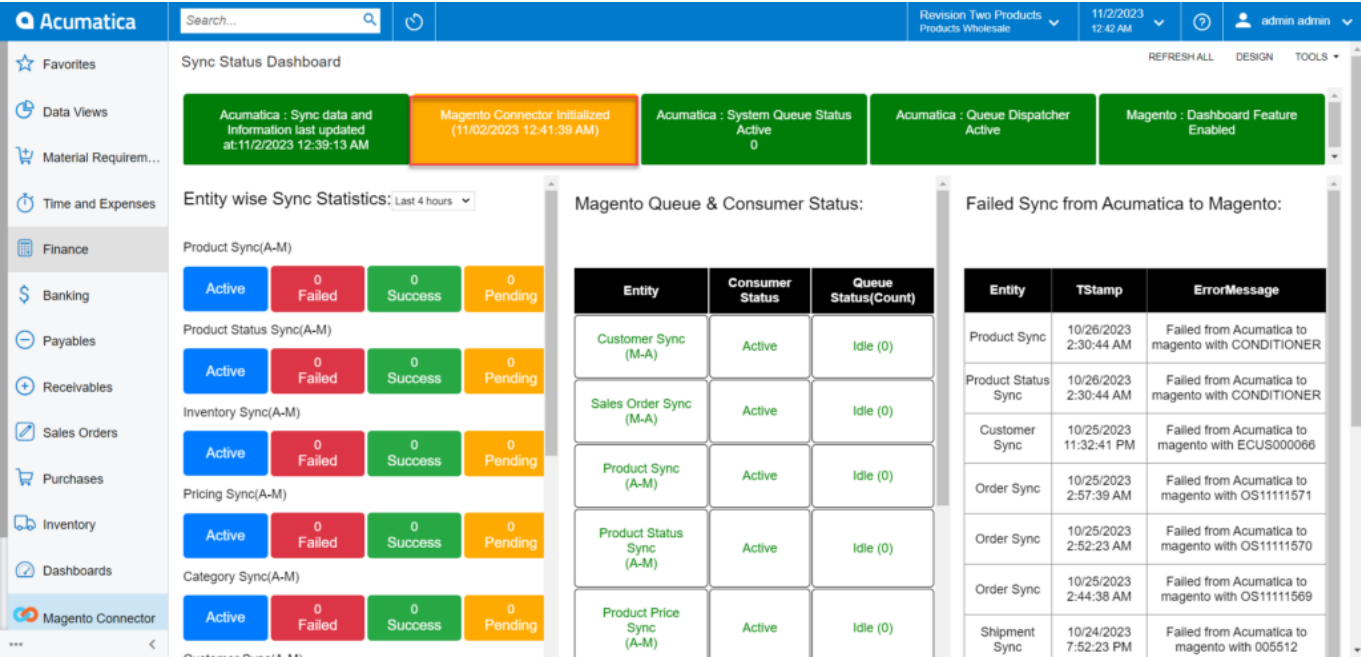 Acumatica
Search...
Revision Two Products
Products Wholesale
11/2/2023
12:42 AM
admin admin
Favorites
Data Views
Material Requirem...
Time and Expenses
Finance
Banking
Payables
Receivables
Sales Orders
Purchases
Inventory
Dashboards
Magento Connector
Sync Status Dashboard
REFRESH ALL
DESIGN
TOOLS
Acumatica : Sync data and
Information last updated
at:11/2/2023 12:39:13 AM
Magento Connector Initialized
(11/02/2023 12:41:39 AM)
Acumatica : System Queue Status
Active
0
Acumatica : Queue Dispatcher
Active
Magento : Dashboard Feature
Enabled
Entity wise Sync Statistics: Last 4 hours
Product Sync(A-M)
Active
0
Failed
0
Success
0
Pending
Product Status Sync(A-M)
Active
0
Failed
0
Success
0
Pending
Inventory Sync(A-M)
Active
0
Failed
0
Success
0
Pending
Pricing Sync(A-M)
Active
0
Failed
0
Success
0
Pending
Category Sync(A-M)
Active
0
Failed
0
Success
0
Pending
Magento Queue & Consumer Status:
Entity
Consumer
Status
Queue
Status(Count)
Customer Sync
(M-A)
Active
Idle (0)
Sales Order Sync
(M-A)
Active
Idle (0)
Product Sync
(A-M)
Active
Idle (0)
Product Status
Sync
(A-M)
Active
Idle (0)
Product Price
Sync
(A-M)
Active
Idle (0)
Failed Sync from Acumatica to Magento:
Entity
TStamp
ErrorMessage
Product Sync
10/26/2023
2:30:44 AM
Failed from Acumatica to
magento with CONDITIONER
Product Status
Sync
10/26/2023
2:30:44 AM
Failed from Acumatica to
magento with CONDITIONER
Customer
Sync
10/25/2023
11:32:41 PM
Failed from Acumatica to
magento with ECUS000066
Order Sync
10/25/2023
2:57:39 AM
Failed from Acumatica to
magento with OS11111571
Order Sync
10/25/2023
2:52:23 AM
Failed from Acumatica to
magento with OS11111570
Order Sync
10/25/2023
2:44:38 AM
Failed from Acumatica to
magento with OS11111569
Shipment
Sync
10/24/2023
7:52:23 PM
Failed from Acumatica to
magento with 005512